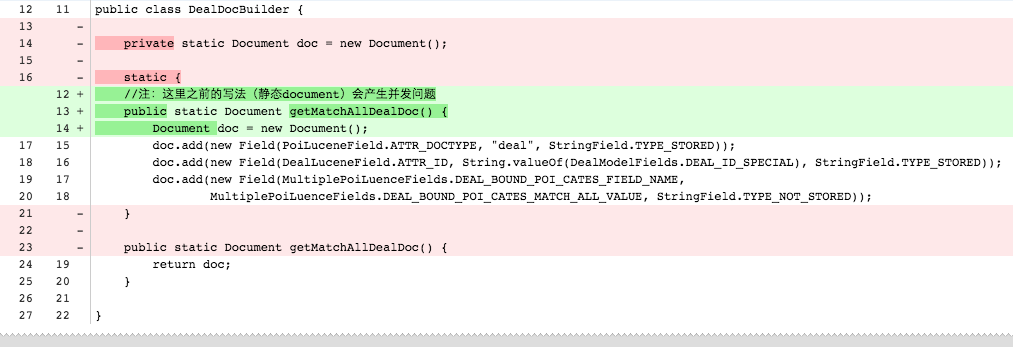 12 11 public class DealDocBuilder {
13 -
14 - private static Document doc = new Document();
15 -
16 - static {
12 + //注：这里之前的写法（静态document）会产生并发问题
13 + public static Document getMatchAllDealDoc() {
14 + Document doc = new Document();
17 15 doc.add(new Field(PoiLuceneField.ATTR_DOCTYPE, "deal", StringField.TYPE_STORED));
18 16 doc.add(new Field(DealLuceneField.ATTR_ID, String.valueOf(DealModelFields.DEAL_ID_SPECIAL), StringField.TYPE_STORED));
19 17 doc.add(new Field(MultiplePoiLuenceFields.DEAL_BOUND_POI_CATES_FIELD_NAME,
20 18 MultiplePoiLuenceFields.DEAL_BOUND_POI_CATES_MATCH_ALL_VALUE, StringField.TYPE_NOT_STORED));
21 - }
22 -
23 - public static Document getMatchAllDealDoc() {
24 19 return doc;
25 20 }
26 21
27 22 }